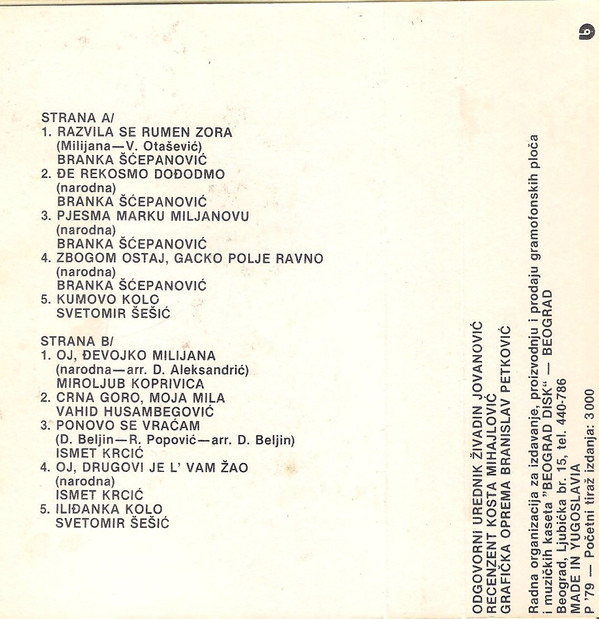 STRANA A/
1. RAZVILA SE RUMEN ZORA
(Milijana—V. Otašević)
BRANKA ŠĆEPANOVIĆ
2. ĐE REKOSMO DOĐODMO
(narodna)
BRANKA ŠĆEPANOVIĆ
3. PJESMA MARKU MILJANOVU
(narodna)
BRANKA ŠĆEPANOVIĆ
4. ZBOGOM OSTAJ, GACKO POLJE RAVNO
(narodna)
BRANKA ŠĆEPANOVIĆ
5. KUMOVO KOLO
SVETOMIR ŠEŠIĆ
STRANA B/
1. OJ, ĐEVOJKO MILIJANA
(narodna—arr. D. Aleksandrić)
MIROLJUB KOPRIVICA
2. CRNA GORO, MOJA MILA
VAHID HUSAMBEGOVIĆ
3. PONOVO SE VRAĆAM
(D. Beljin—R. Popović—arr. D. Beljin)
ISMET KRCIĆ
4. OJ, DRUGOVI JE L' VAM ŽAO
(narodna)
ISMET KRCIĆ
5. ILIĐANKA KOLO
SVETOMIR ŠEŠIĆ
ODGOVORNI UREDNIK ŽIVADIN JOVANOVIĆ
RECENZENT KOSTA MIHAJLOVIĆ
GRAFIČKA OPREMA BRANISLAV PETKOVIĆ
Radna organizacija za izdavanje, proizvodnju i prodaju gramofonskih ploča
i muzičkih kaseta "BEOGRAD DISK“ — BEOGRAD
Beograd, Ljubićka br. 15, tel. 440-786
MADE IN YUGOSLAVIA
P '79 — Početni tiraž izdanja: 3 000
b